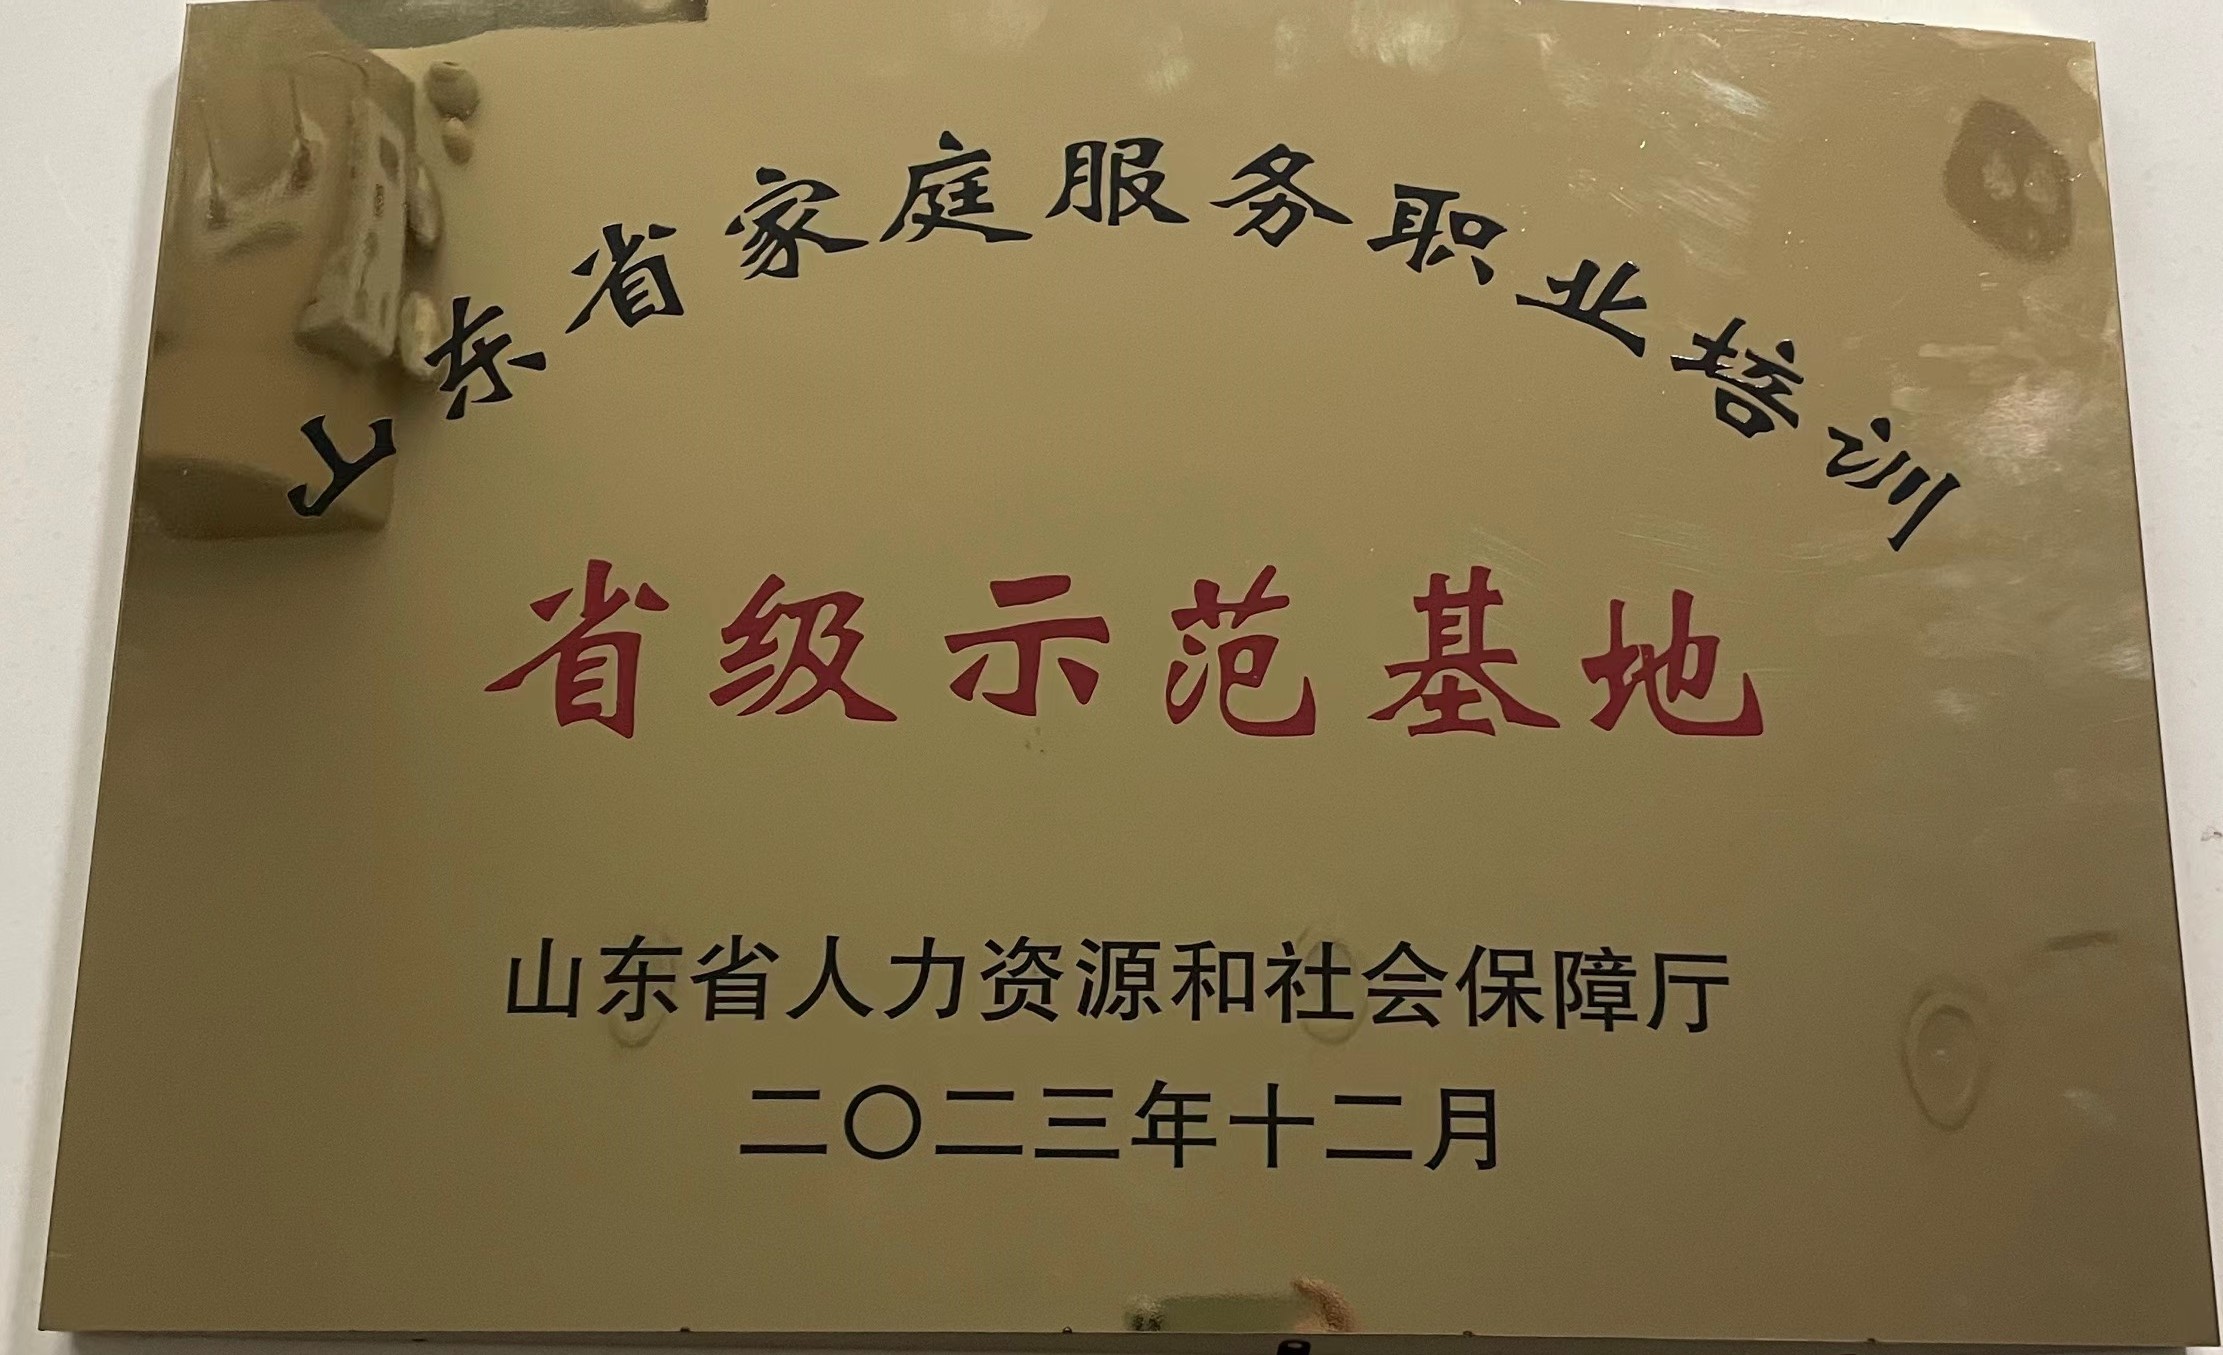 山东省家庭服务职业培训
省级示范基地
山东省人力资源和社会保障厅
二〇二三年十二月